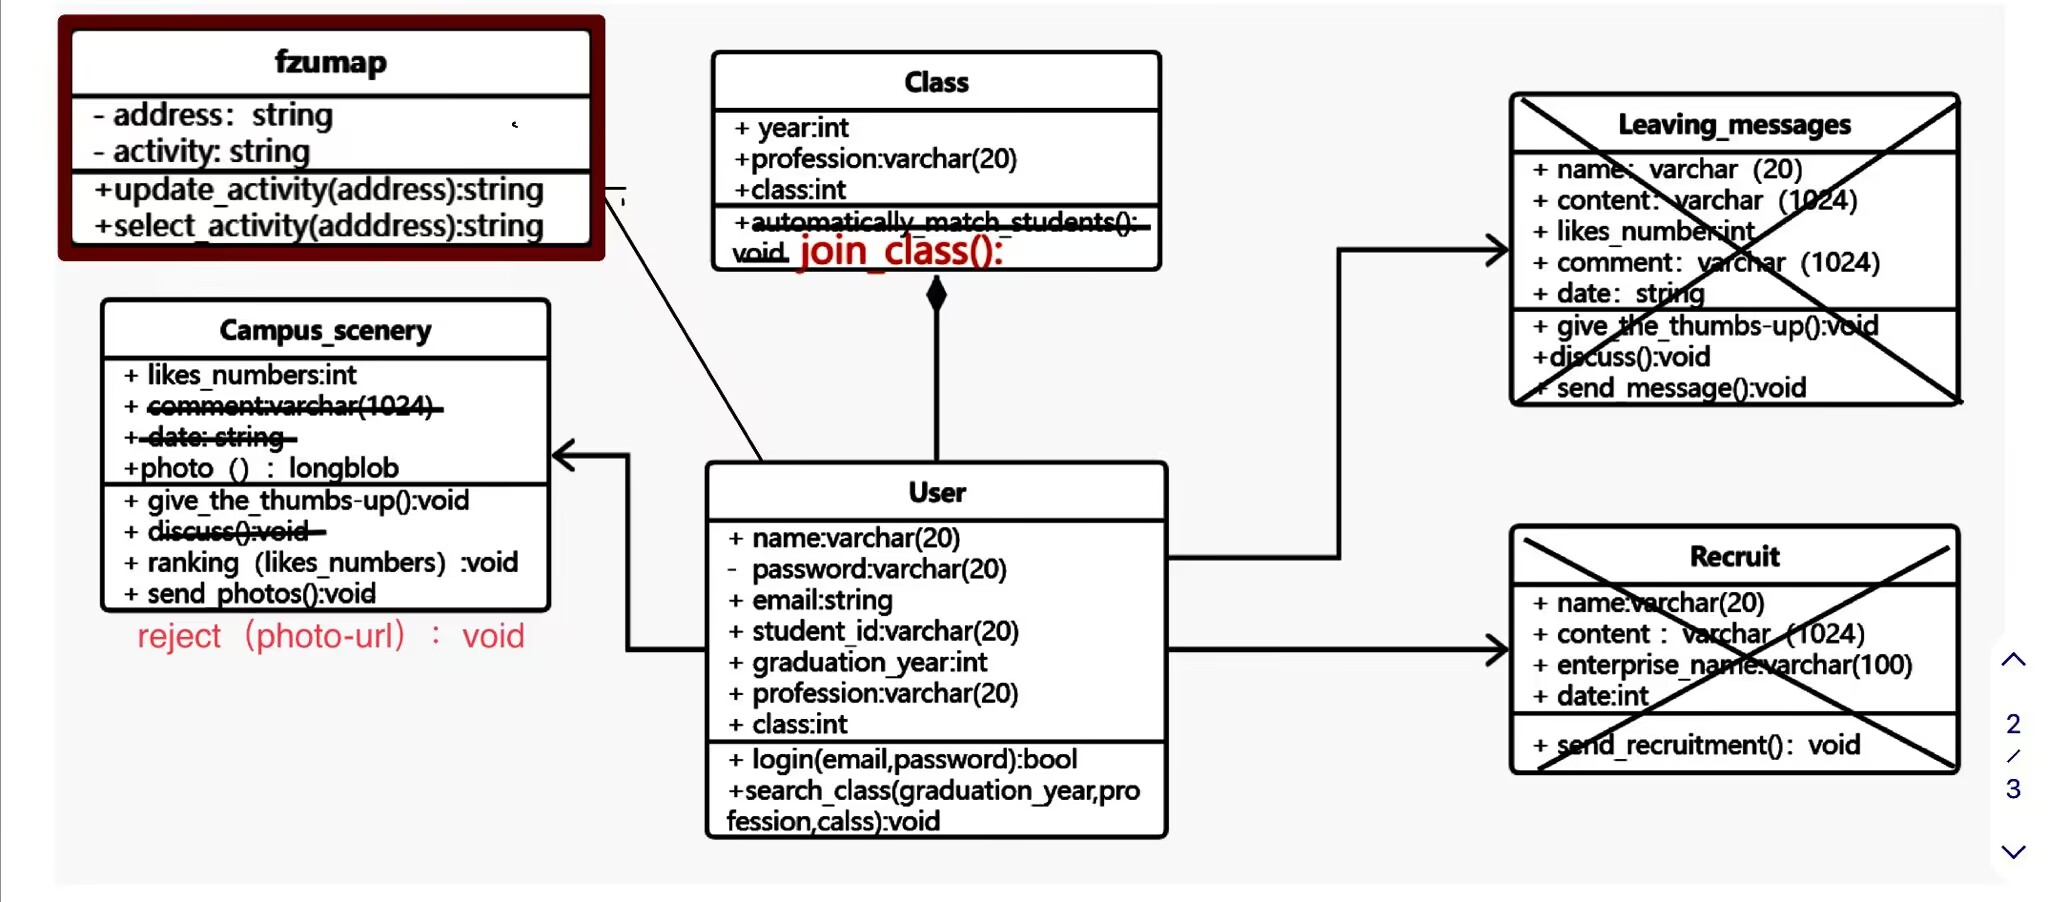 fzumap
- address: string
- activity: string
+update_activity(address):string
+select_activity(adddress):string
Class
+ year:int
+profession:varchar(20)
+class:int
+automatically_match_students():
void join_class():
Leaving_messages
+ name: varchar (20)
+ content: varchar (1024)
+ likes_number:int
+ comment: varchar (1024)
+ date: string
+ give_the_thumbs-up():void
+discuss():void
+ send_message():void
Campus_scenery
+ likes_numbers:int
+ comment:varchar(1024)
+ date: string
+photo () : longblob
+ give_the_thumbs-up():void
+ discuss():void
+ ranking (likes_numbers) :void
+ send_photos():void
reject（photo-url）：void
User
+ name:varchar(20)
- password:varchar(20)
+ email:string
+ student_id:varchar(20)
+ graduation_year:int
+ profession:varchar(20)
+ class:int
+ login(email,password):bool
+search_class(graduation_year,pro
fession,calss):void
Recruit
+ name:varchar(20)
+ content : varchar (1024)
+ enterprise_name:varchar(100)
+ date:int
+ send_recruitment(): void
2
/
3